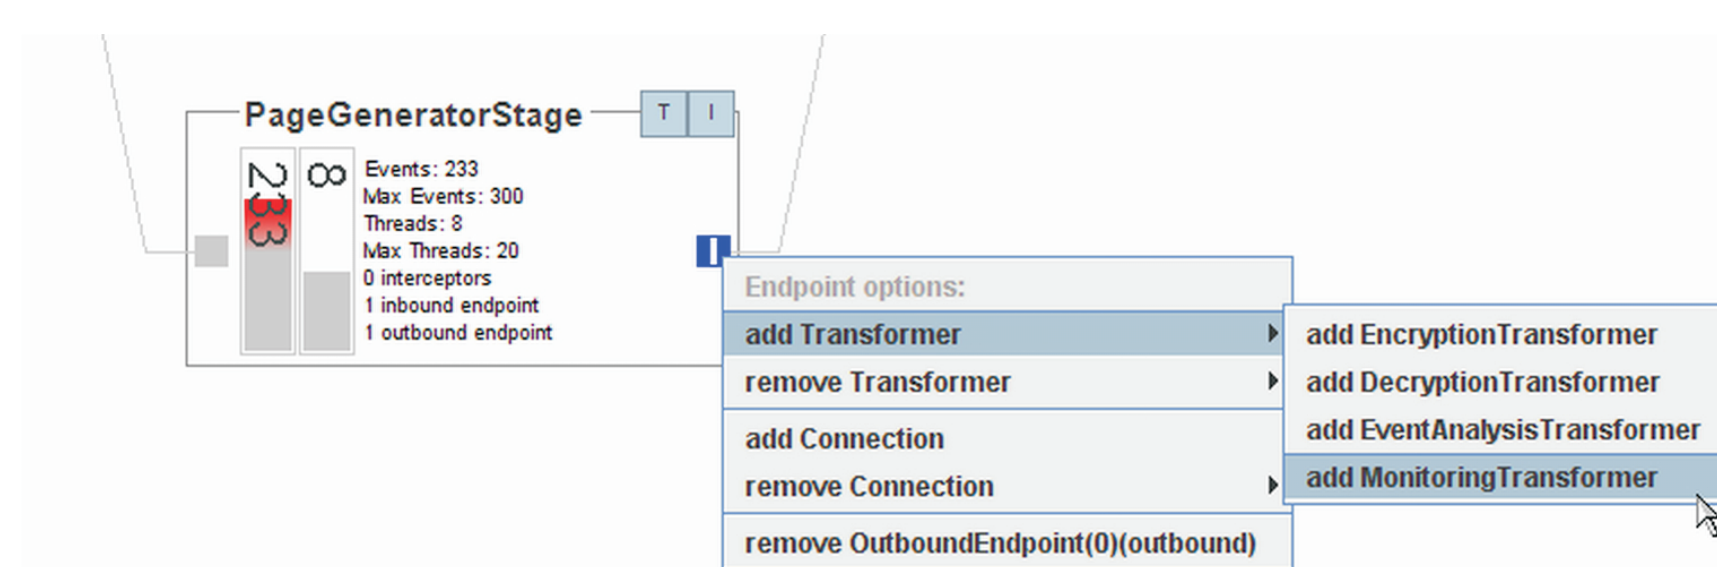 PageGeneratorStage
T I
233
8
Events: 233
Max Events: 300
Threads: 8
Max Threads: 20
0 interceptors
1 inbound endpoint
1 outbound endpoint
Endpoint options:
add Transformer
remove Transformer
add Connection
remove Connection
remove OutboundEndpoint(0)(outbound)
add EncryptionTransformer
add DecryptionTransformer
add EventAnalysisTransformer
add MonitoringTransformer